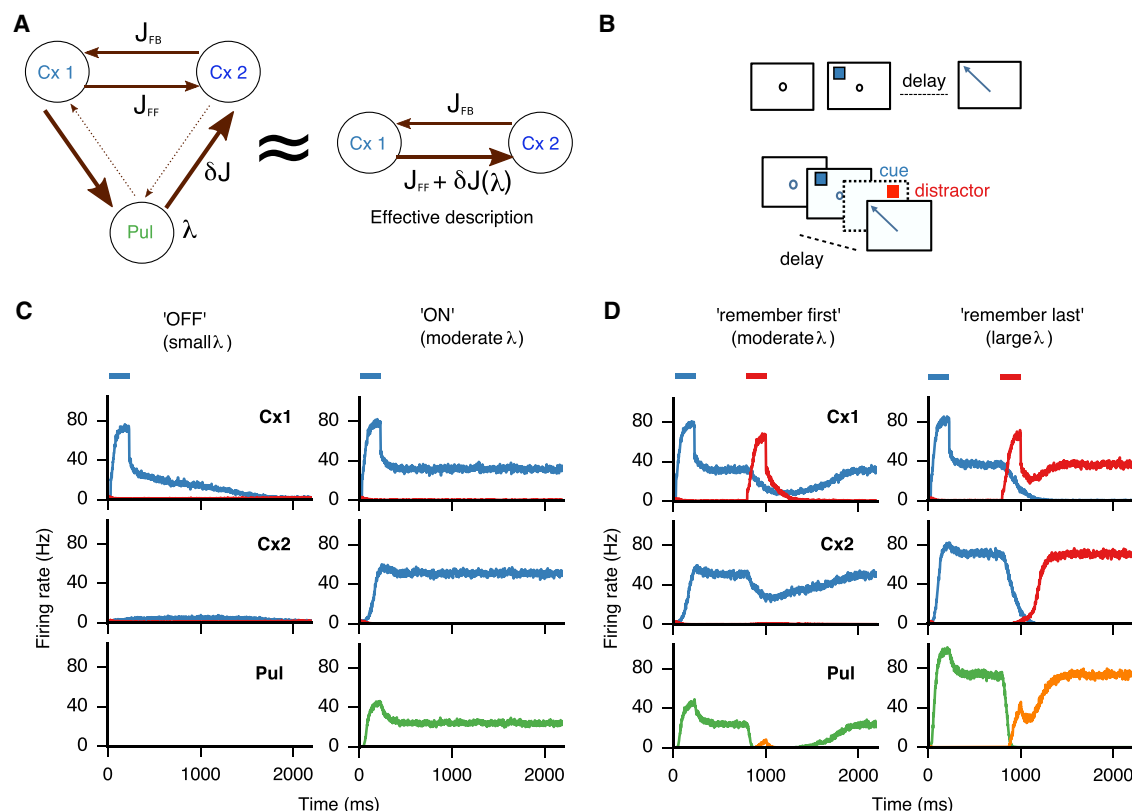 A
J FB
Cx 1
Cx 2
J FF
δJ
Pul
λ
≈
J FB
Cx 1
Cx 2
J FF + δJ(λ)
Effective description
B
delay
cue
distractor
delay
C
'OFF'
(small λ)
'ON'
(moderate λ)
D
'remember first'
(moderate λ)
'remember last'
(large λ)
80
40
0
Cx1
80
40
0
80
40
0
Cx1
80
40
0
Firing rate (Hz)
80
40
0
Cx2
80
40
0
Firing rate (Hz)
80
40
0
Cx2
80
40
0
80
40
0
Pul
80
40
0
80
40
0
Pul
80
40
0
0 1000 2000
0 1000 2000
0 1000 2000
0 1000 2000
Time (ms)
Time (ms)
Time (ms)
Time (ms)